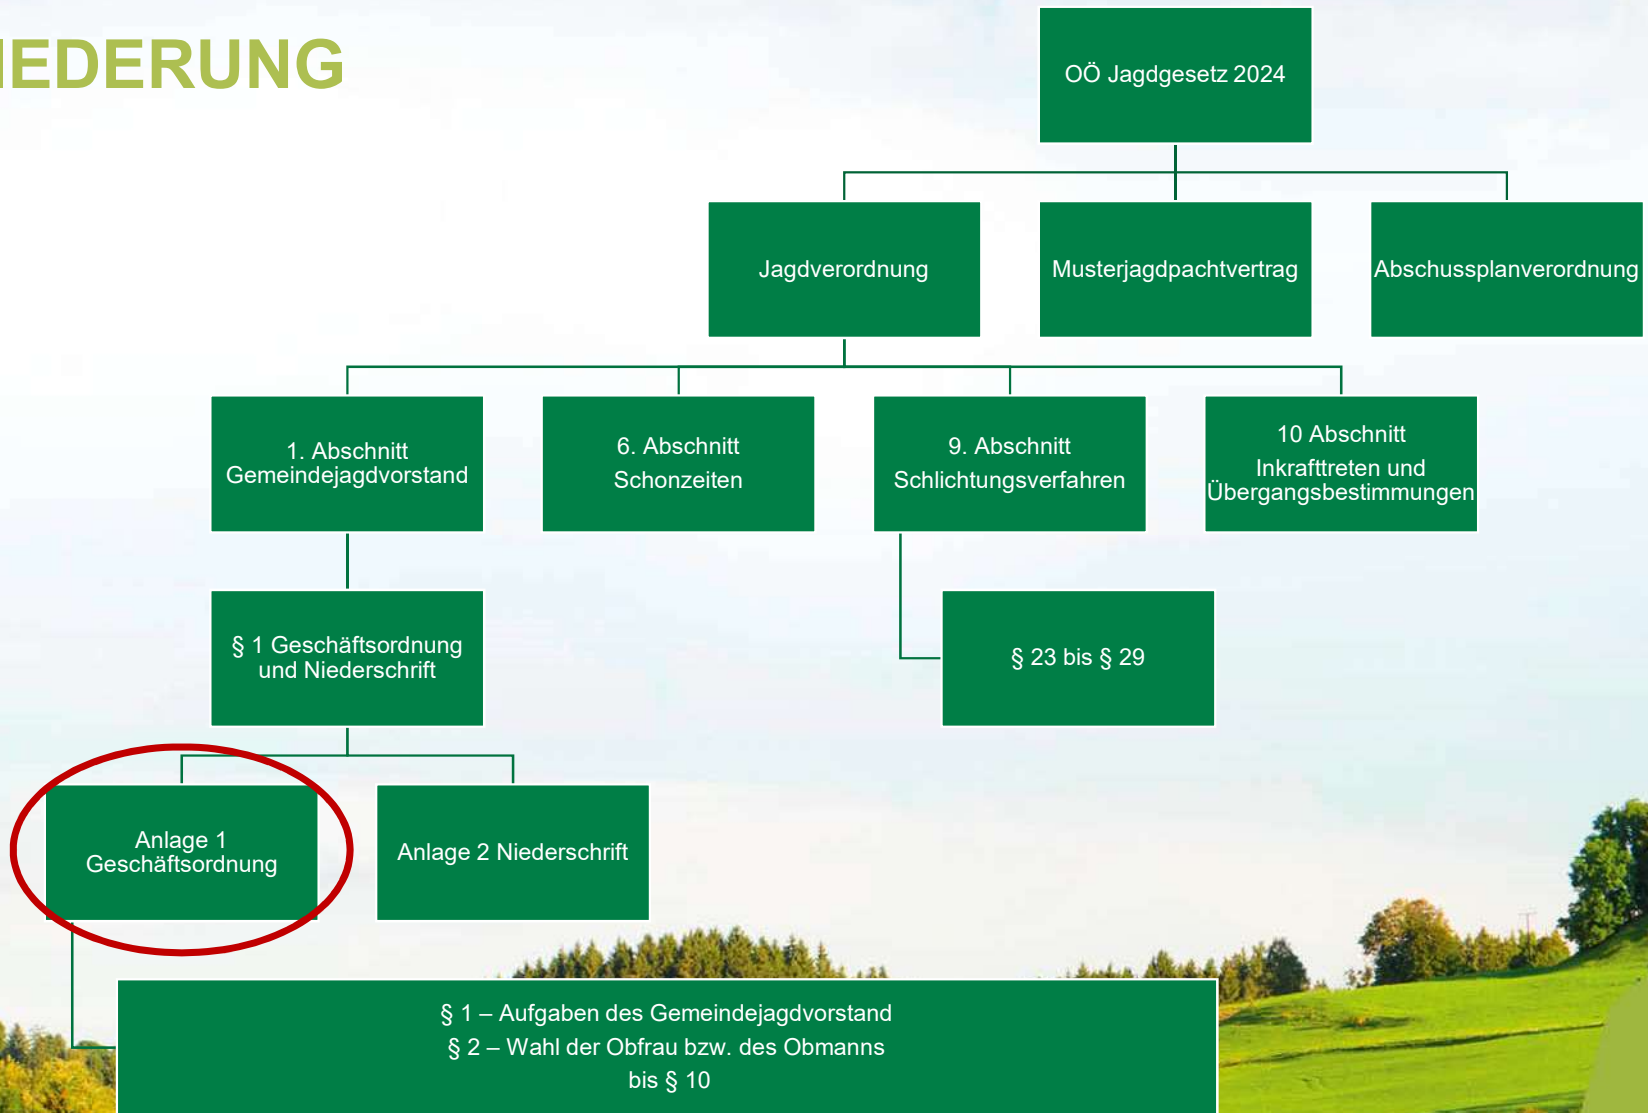 IEDERUNG
OÖ Jagdgesetz 2024
Jagdverordnung
Musterjagdpachtvertrag
Abschussplanverordnung
1. Abschnitt
Gemeindejagdvorstand
6. Abschnitt
Schonzeiten
9. Abschnitt
Schlichtungsverfahren
10 Abschnitt
Inkrafttreten und
Übergangsbestimmungen
§ 1 Geschäftsordnung
und Niederschrift
§ 23 bis § 29
Anlage 1
Geschäftsordnung
Anlage 2 Niederschrift
§ 1 – Aufgaben des Gemeindejagdvorstand
§ 2 – Wahl der Obfrau bzw. des Obmanns
bis § 10